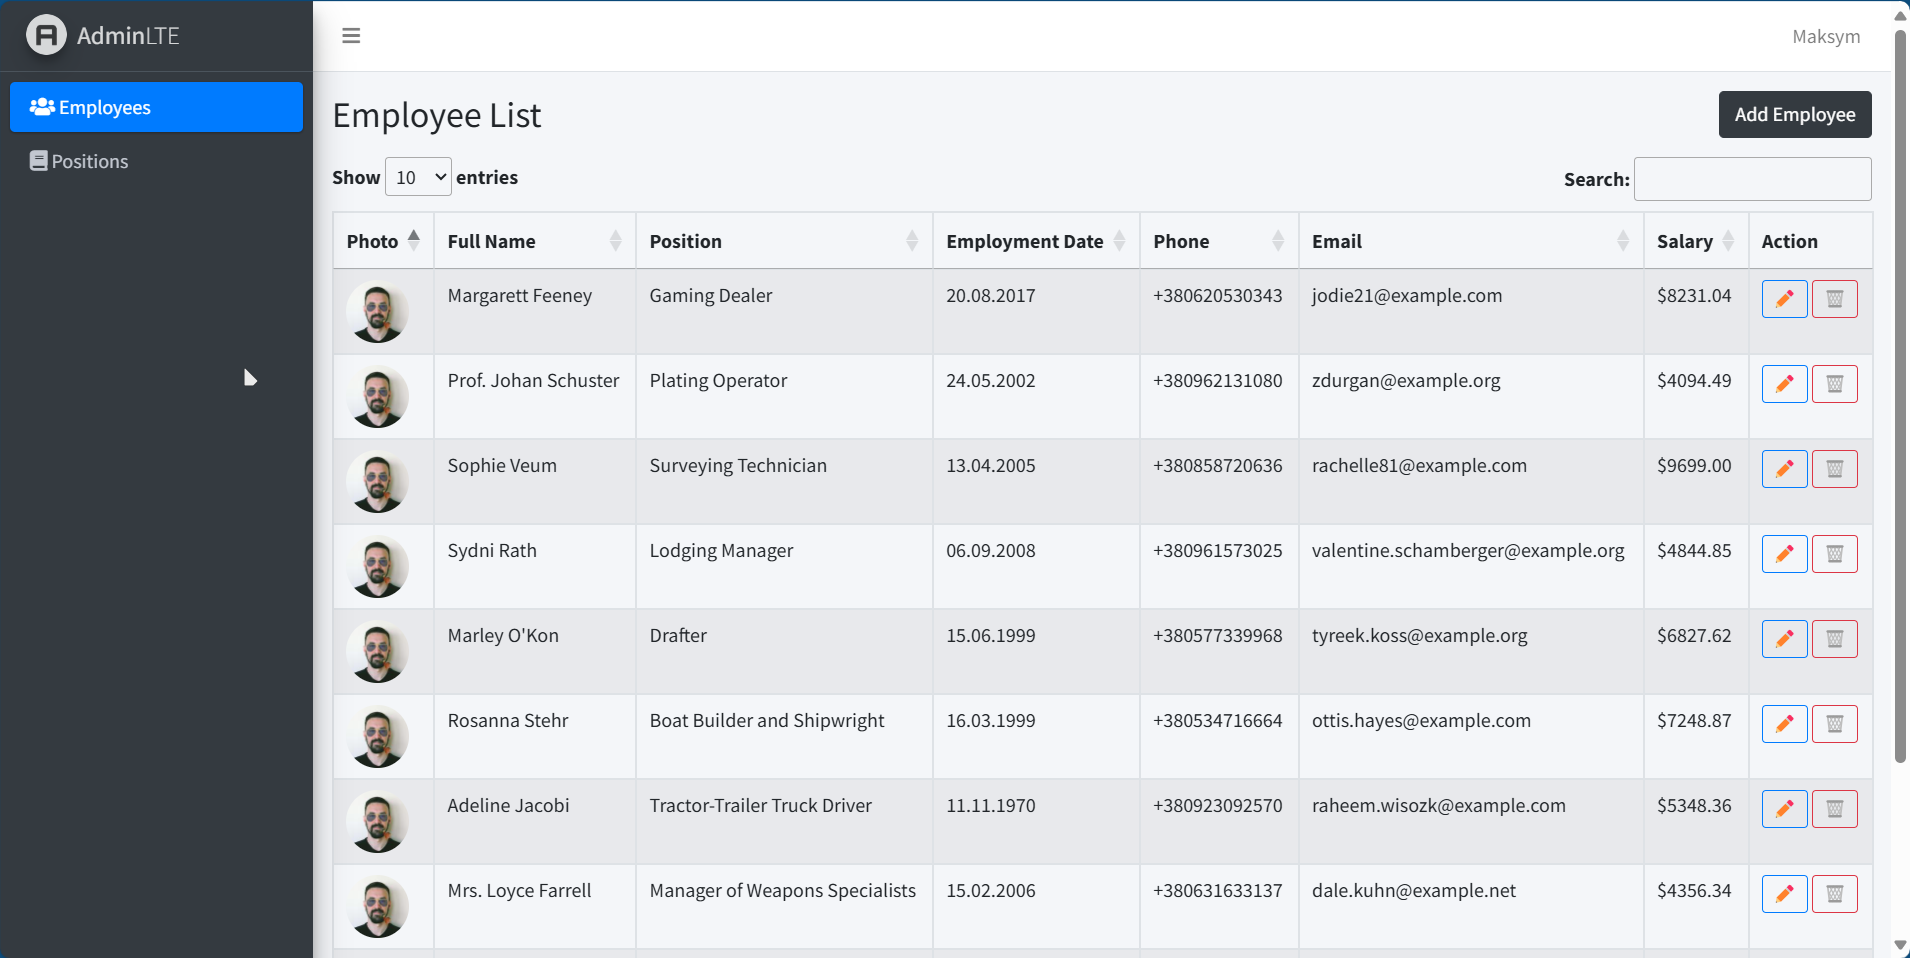 AdminLTE
Maksym
Employees
Positions
Employee List
Add Employee
Show 10 entries
Search:
Photo Full Name Position Employment Date Phone Email Salary Action
Margarett Feeney Gaming Dealer 20.08.2017 +380620530343 jodie21@example.com $8231.04
Prof. Johan Schuster Plating Operator 24.05.2002 +380962131080 zdurgan@example.org $4094.49
Sophie Veum Surveying Technician 13.04.2005 +380858720636 rachelle81@example.com $9699.00
Sydni Rath Lodging Manager 06.09.2008 +380961573025 valentine.schamberger@example.org $4844.85
Marley O'Kon Drafter 15.06.1999 +380577339968 tyreek.koss@example.org $6827.62
Rosanna Stehr Boat Builder and Shipwright 16.03.1999 +380534716664 ottis.hayes@example.com $7248.87
Adeline Jacobi Tractor-Trailer Truck Driver 11.11.1970 +380923092570 raheem.wisozk@example.com $5348.36
Mrs. Loyce Farrell Manager of Weapons Specialists 15.02.2006 +380631633137 dale.kuhn@example.net $4356.34